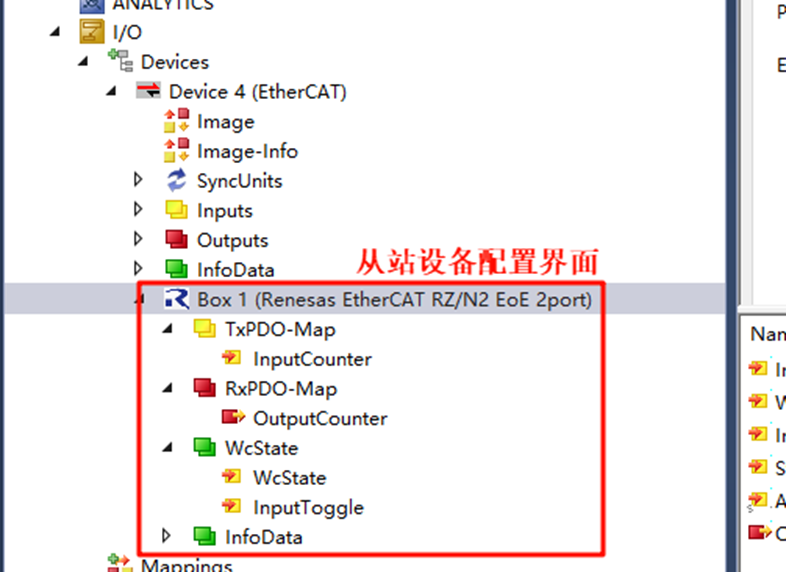 ANALYTICS
I/O
Devices
Device 4 (EtherCAT)
Image
Image-Info
SyncUnits
Inputs
Outputs
InfoData
从站设备配置界面
Box 1 (Renesas EtherCAT RZ/N2 EoE 2port)
TxPDO-Map
InputCounter
RxPDO-Map
OutputCounter
WcState
WcState
InputToggle
InfoData
Mappings